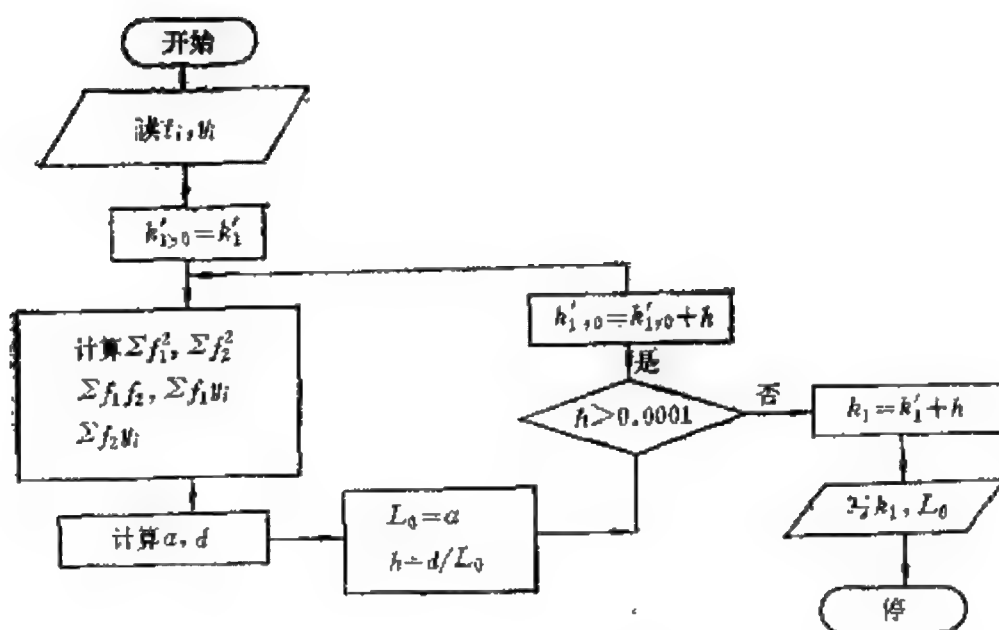 开始
读t_i, y_i
k′_{1,0}=k′_1
计算Σf_1^2, Σf_2^2
Σf_1f_2, Σf_1y_i
Σf_2y_i
计算a, d
L_0=a
h=d/L_0
h>0.0001
是
k′_{1,0}=k′_{1,0}+h
否
k_1=k′_1+h
k_1, L_0
停